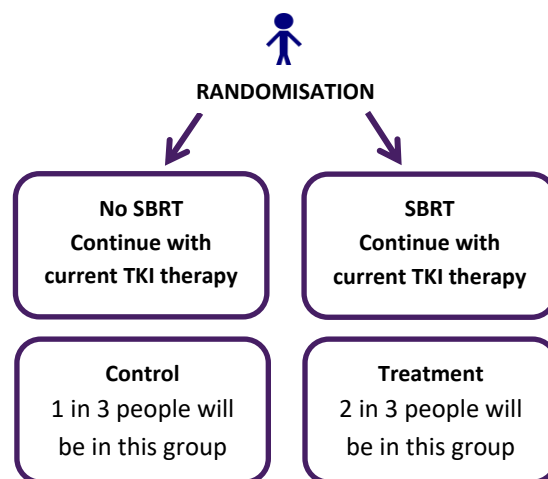 RANDOMISATION
No SBRT
Continue with
current TKI therapy
SBRT
Continue with
current TKI therapy
Control
1 in 3 people will
be in this group
Treatment
2 in 3 people will
be in this group